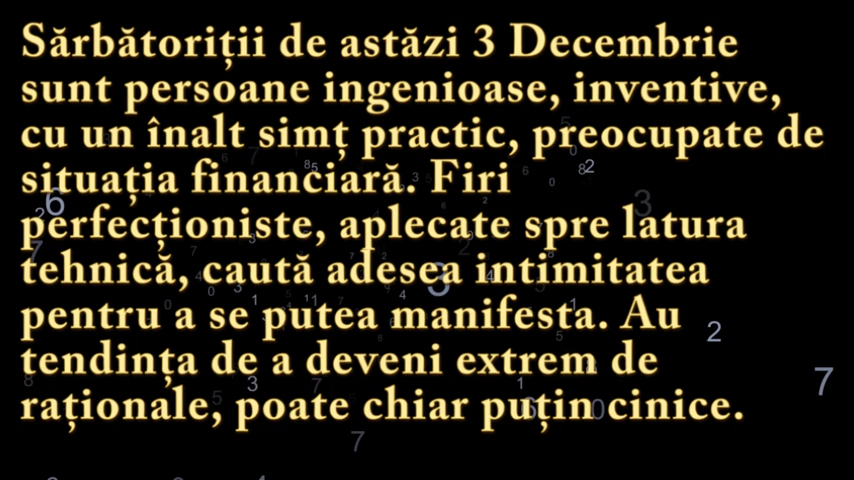 Sărbătoriții de astăzi 3 Decembrie
sunt persoane ingenioase, inventive,
cu un înalt simț practic, preocupate de
situația financiară. Firi
perfecționiste, aplecate spre latura
tehnică, caută adesea intimitatea
pentru a se putea manifesta. Au
tendința de a deveni extrem de
raționale, poate chiar puțin cinice.